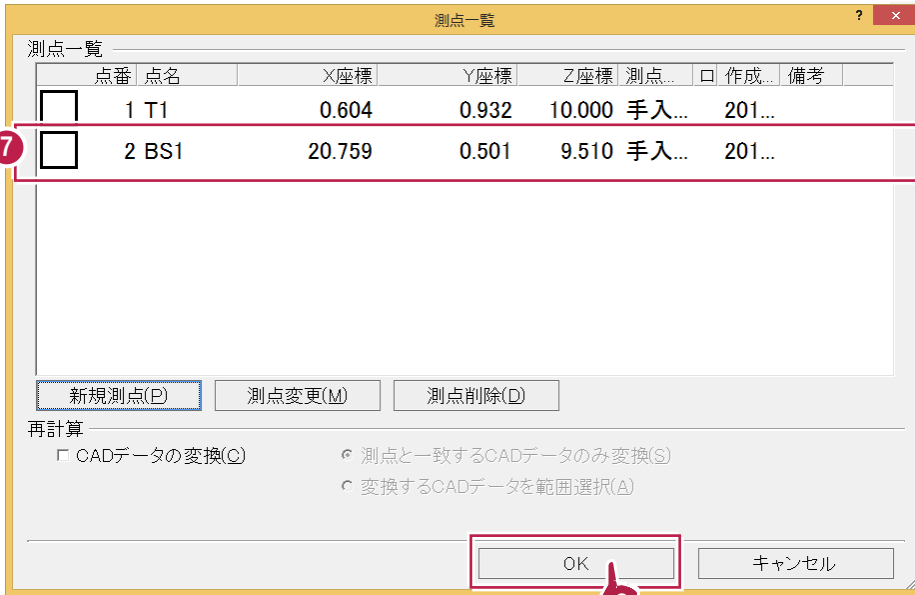 測点一覧
? ×
測点一覧
点番 点名 X座標 Y座標 Z座標 測点... ロ 作成... 備考
1 T1 0.604 0.932 10.000 手入... 201...
7
2 BS1 20.759 0.501 9.510 手入... 201...
新規測点(P) 測点変更(M) 測点削除(D)
再計算
CADデータの変換(C) 測点と一致するCADデータのみ変換(S)
変換するCADデータを範囲選択(A)
OK キャンセル